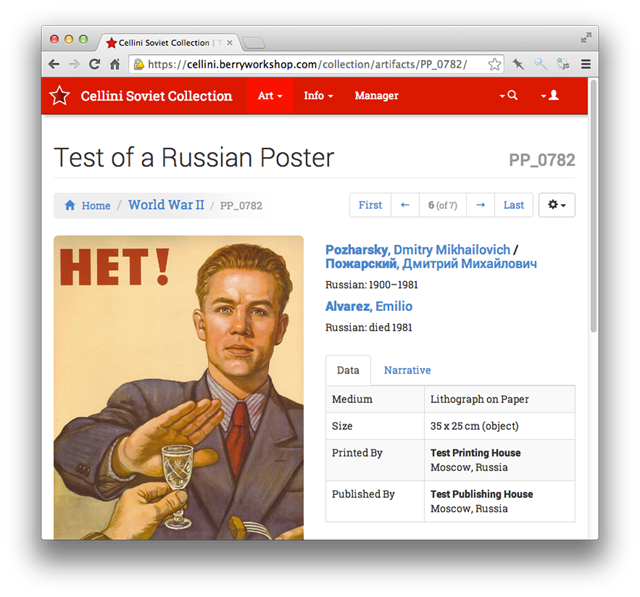 Cellini Soviet Collection | T
https://cellini.berryworkshop.com/collection/artifacts/PP_0782/
Cellini Soviet Collection Art Info Manager
Test of a Russian Poster PP_0782
Home / World War II / PP_0782 First ← 6 (of 7) → Last
НЕТ!
Pozharsky, Dmitry Mikhailovich /
Пожарский, Дмитрий Михайлович
Russian: 1900–1981
Alvarez, Emilio
Russian: died 1981
Data Narrative
Medium Lithograph on Paper
Size 35 x 25 cm (object)
Printed By Test Printing House
Moscow, Russia
Published By Test Publishing House
Moscow, Russia